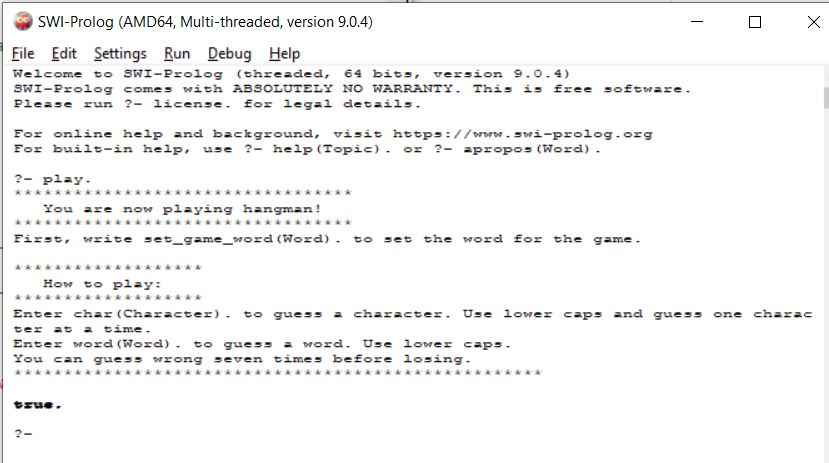 SWI-Prolog (AMD64, Multi-threaded, version 9.0.4)
File Edit Settings Run Debug Help
Welcome to SWI-Prolog (threaded, 64 bits, version 9.0.4)
SWI-Prolog comes with ABSOLUTELY NO WARRANTY. This is free software.
Please run ?- license. for legal details.
For online help and background, visit https://www.swi-prolog.org
For built-in help, use ?- help(Topic). or ?- apropos(Word).
?- play.
**********************************
You are now playing hangman!
**********************************
First, write set_game_word(Word). to set the word for the game.
*******************
How to play:
*******************
Enter char(Character). to guess a character. Use lower caps and guess one charac
ter at a time.
Enter word(Word). to guess a word. Use lower caps.
You can guess wrong seven times before losing.
*****************************************************
true.
?-